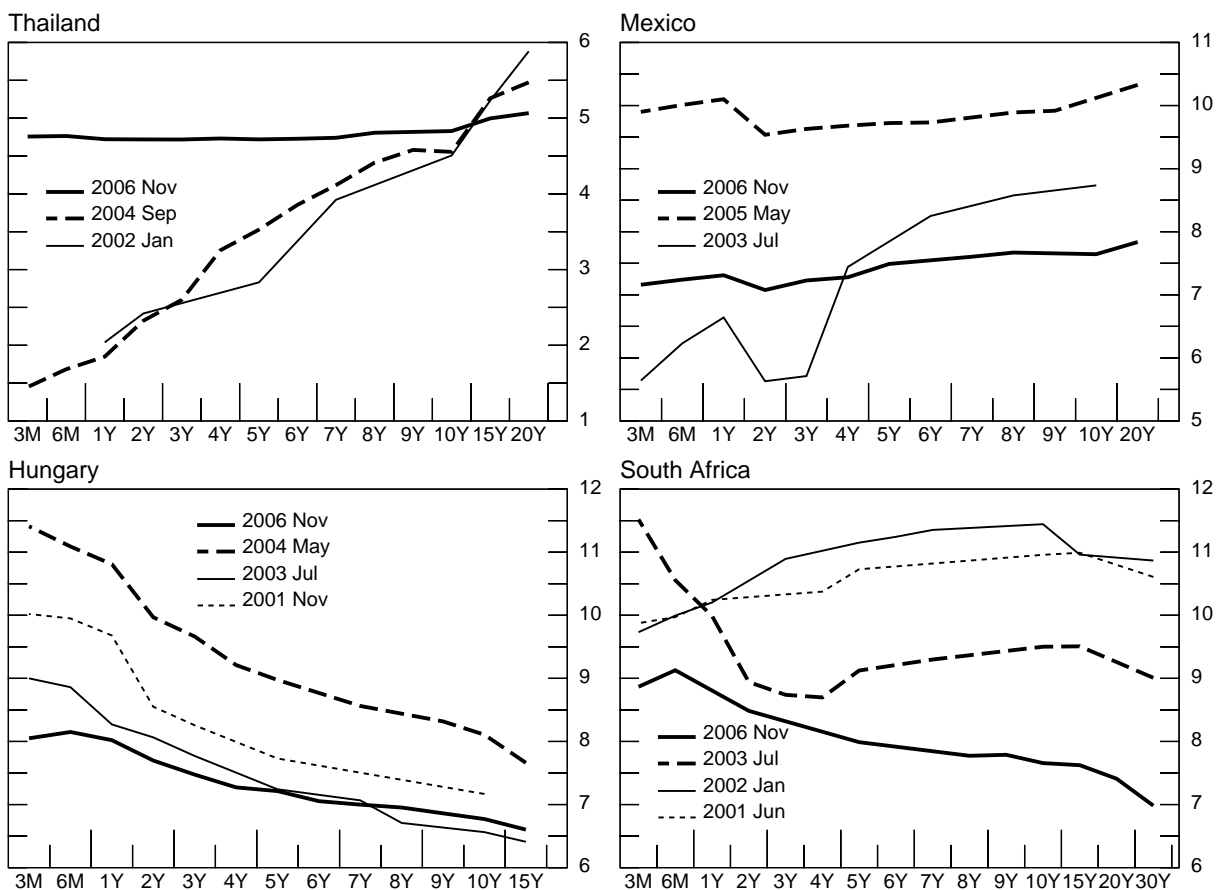 Thailand
6
5
4
3
2
1
2006 Nov
2004 Sep
2002 Jan
3M 6M 1Y 2Y 3Y 4Y 5Y 6Y 7Y 8Y 9Y 10Y 15Y 20Y
Mexico
11
10
9
8
7
6
5
2006 Nov
2005 May
2003 Jul
3M 6M 1Y 2Y 3Y 4Y 5Y 6Y 7Y 8Y 9Y 10Y 20Y
Hungary
12
11
10
9
8
7
6
2006 Nov
2004 May
2003 Jul
2001 Nov
3M 6M 1Y 2Y 3Y 4Y 5Y 6Y 7Y 8Y 9Y 10Y 15Y
South Africa
12
11
10
9
8
7
6
2006 Nov
2003 Jul
2002 Jan
2001 Jun
3M 6M 1Y 2Y 3Y 4Y 5Y 6Y 7Y 8Y 9Y 10Y 15Y 20Y 30Y